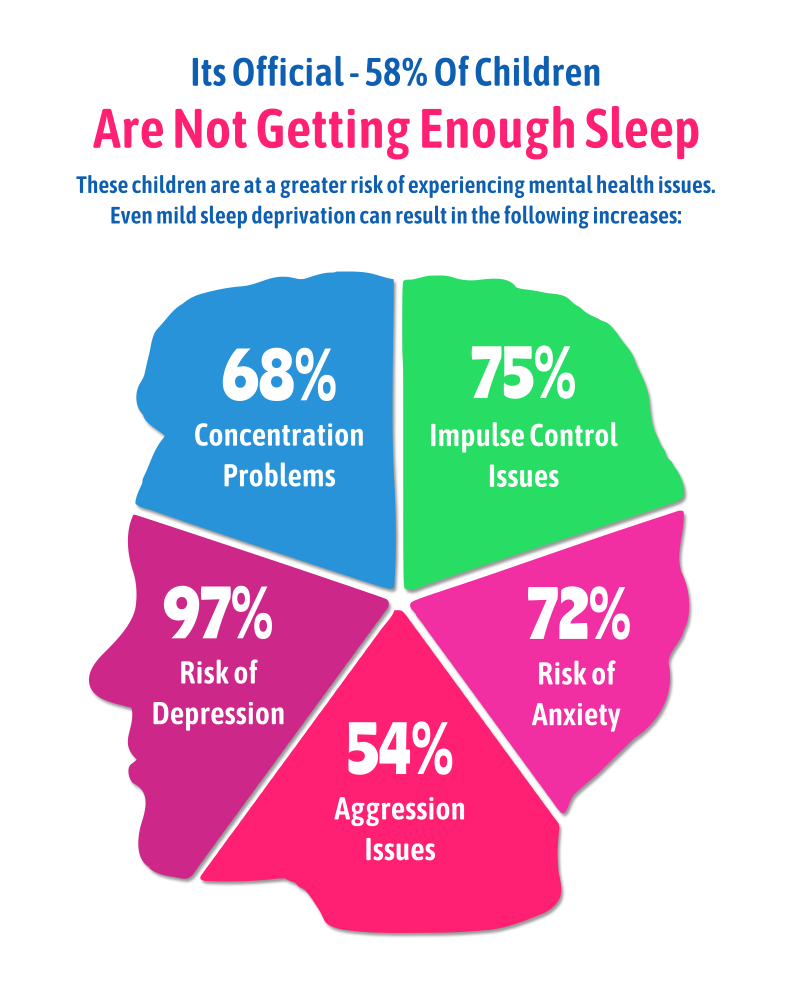 Its Official - 58% Of Children
Are Not Getting Enough Sleep
These children are at a greater risk of experiencing mental health issues.
Even mild sleep deprivation can result in the following increases:
68%
Concentration
Problems
75%
Impulse Control
Issues
97%
Risk of
Depression
72%
Risk of
Anxiety
54%
Aggression
Issues